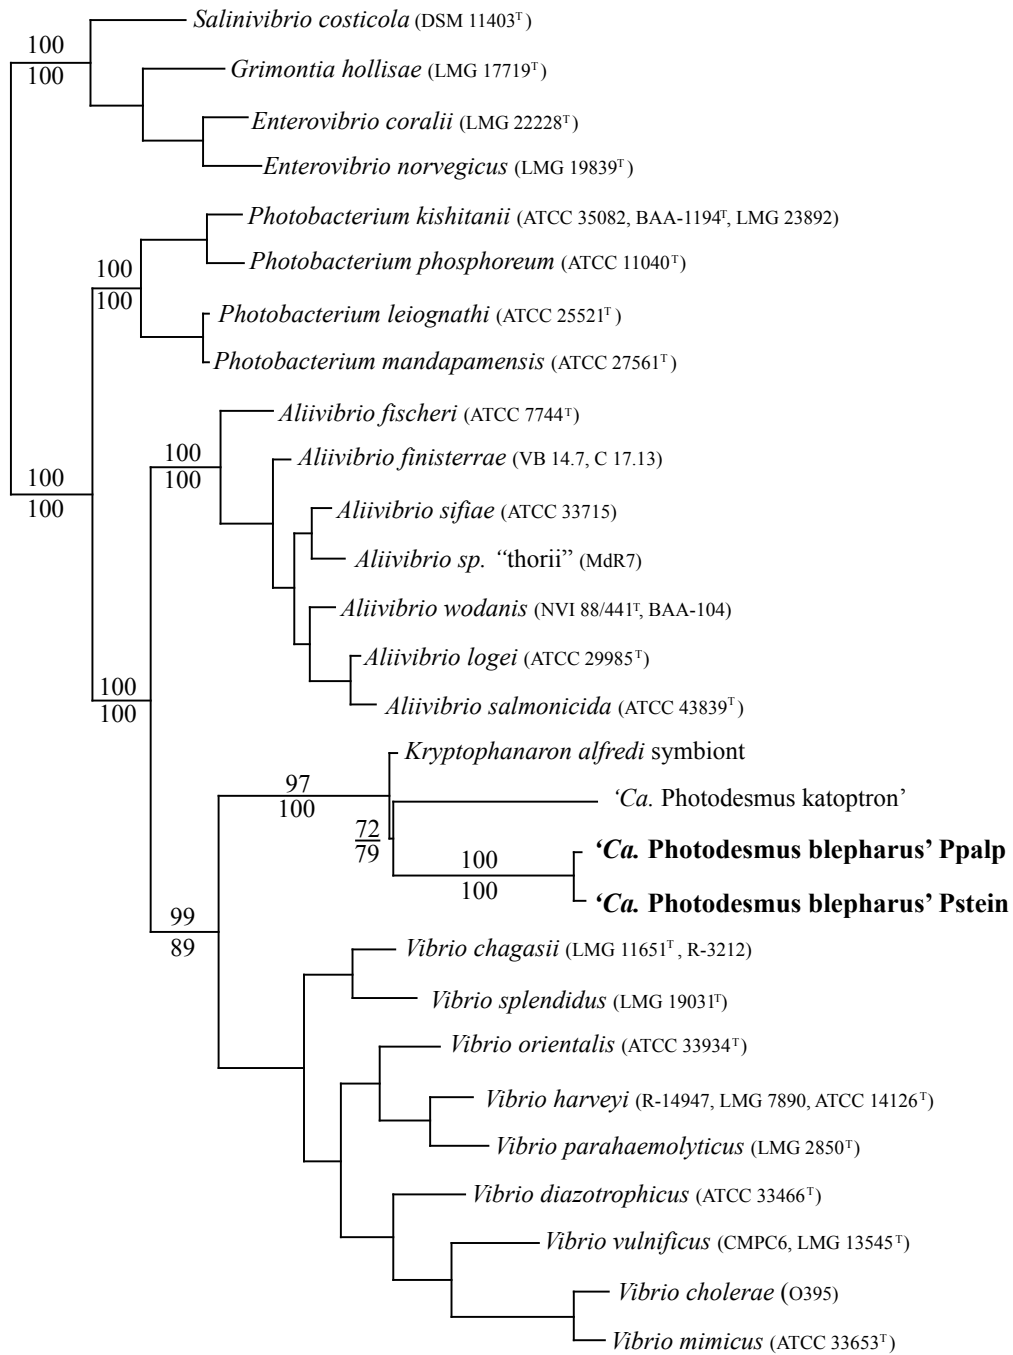 Salinivibrio costicola (DSM 11403ᵀ)
100
100
Grimontia hollisae (LMG 17719ᵀ)
Enterovibrio coralii (LMG 22228ᵀ)
Enterovibrio norvegicus (LMG 19839ᵀ)
Photobacterium kishitanii (ATCC 35082, BAA-1194ᵀ, LMG 23892)
Photobacterium phosphoreum (ATCC 11040ᵀ)
100
100
Photobacterium leiognathi (ATCC 25521ᵀ)
Photobacterium mandapamensis (ATCC 27561ᵀ)
Aliivibrio fischeri (ATCC 7744ᵀ)
100
100
Aliivibrio finisterrae (VB 14.7, C 17.13)
100
100
Aliivibrio sifiae (ATCC 33715)
Aliivibrio sp. “thorii” (MdR7)
Aliivibrio wodanis (NVI 88/441ᵀ, BAA-104)
Aliivibrio logei (ATCC 29985ᵀ)
100
100
Aliivibrio salmonicida (ATCC 43839ᵀ)
Kryptophanaron alfredi symbiont
97
100
‘Ca. Photodesmus katoptron’
72
79
‘Ca. Photodesmus blepharus’ Ppalp
100
100
‘Ca. Photodesmus blepharus’ Pstein
99
89
Vibrio chagasii (LMG 11651ᵀ, R-3212)
Vibrio splendidus (LMG 19031ᵀ)
Vibrio orientalis (ATCC 33934ᵀ)
Vibrio harveyi (R-14947, LMG 7890, ATCC 14126ᵀ)
Vibrio parahaemolyticus (LMG 2850ᵀ)
Vibrio diazotrophicus (ATCC 33466ᵀ)
Vibrio vulnificus (CMPC6, LMG 13545ᵀ)
Vibrio cholerae (O395)
Vibrio mimicus (ATCC 33653ᵀ)